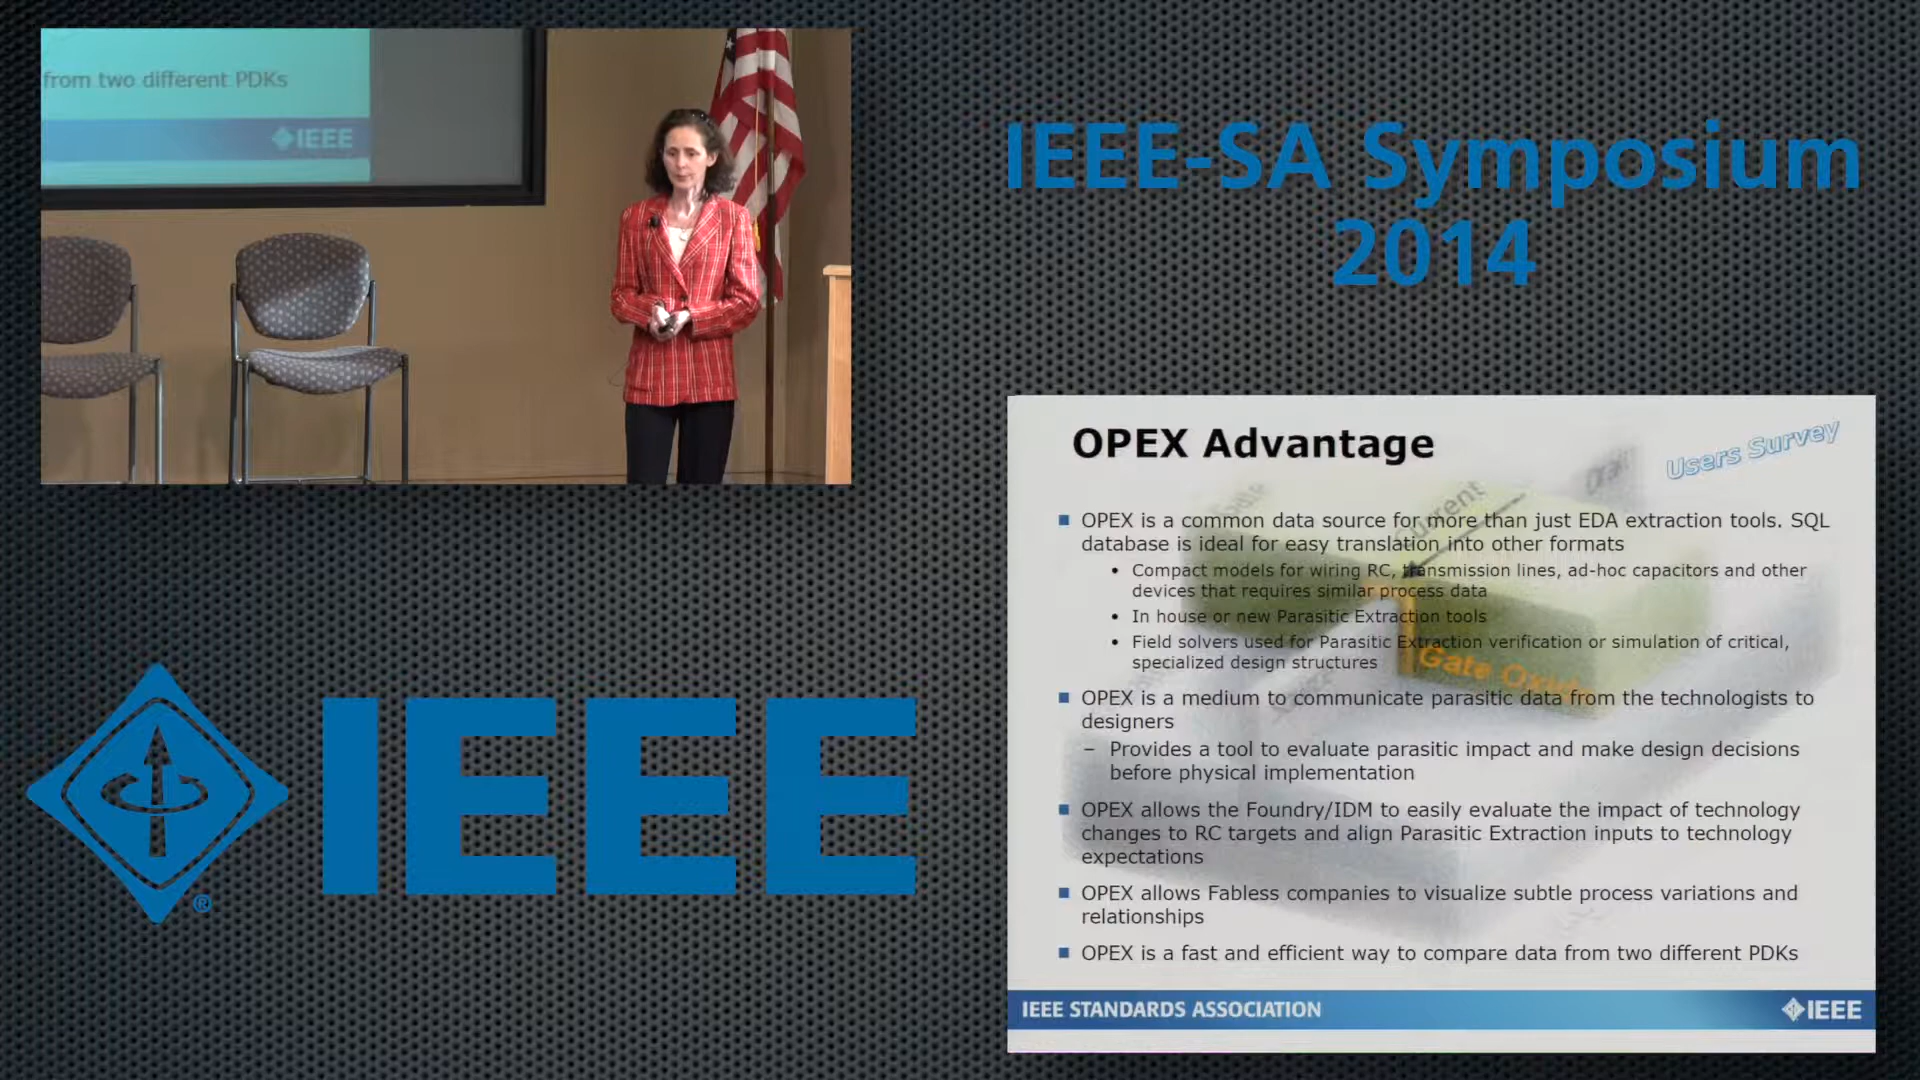 from two different PDKs
IEEE
IEEE-SA Symposium
2014
IEEE
®
OPEX Advantage
Users Survey
OPEX is a common data source for more than just EDA extraction tools. SQL
database is ideal for easy translation into other formats
• Compact models for wiring RC, transmission lines, ad-hoc capacitors and other
devices that requires similar process data
• In house or new Parasitic Extraction tools
• Field solvers used for Parasitic Extraction verification or simulation of critical,
specialized design structures
OPEX is a medium to communicate parasitic data from the technologists to
designers
– Provides a tool to evaluate parasitic impact and make design decisions
before physical implementation
OPEX allows the Foundry/IDM to easily evaluate the impact of technology
changes to RC targets and align Parasitic Extraction inputs to technology
expectations
OPEX allows Fabless companies to visualize subtle process variations and
relationships
OPEX is a fast and efficient way to compare data from two different PDKs
Current
Drain
Gate
IEEE STANDARDS ASSOCIATION
IEEE